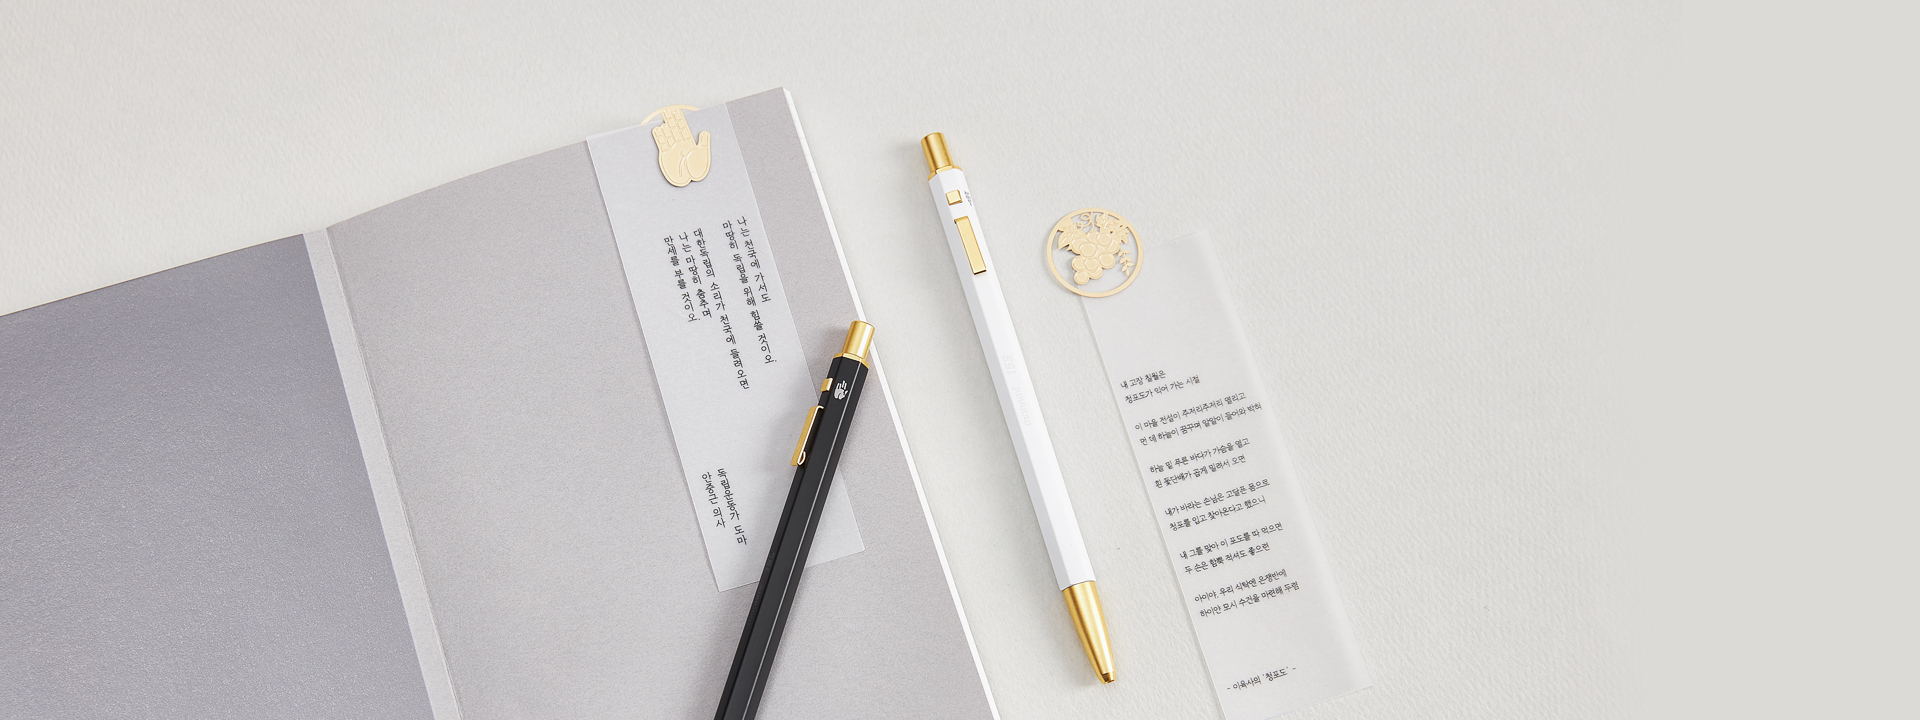 나는 천국에 가서도
마땅히 독립을 위해 힘쓸 것이오.
대한독립의 소리가 천국에 들려오면
나는 마땅히 춤추며
만세를 부를 것이오.
독립운동가 도마
안중근 의사
내 고장 칠월은
청포도가 익어 가는 시절
이 마을 전설이 주저리주저리 열리고
먼 데 하늘이 꿈꾸며 알알이 들어와 박혀
하늘 밑 푸른 바다가 가슴을 열고
흰 돛단배가 곱게 밀려서 오면
내가 바라는 손님은 고달픈 몸으로
청포를 입고 찾아온다고 했으니
내 그를 맞아 이 포도를 따 먹으면
두 손은 함뿍 적셔도 좋으련
아이야, 우리 식탁엔 은쟁반에
하이얀 모시 수건을 마련해 두렴
- 이육사의 '청포도' -